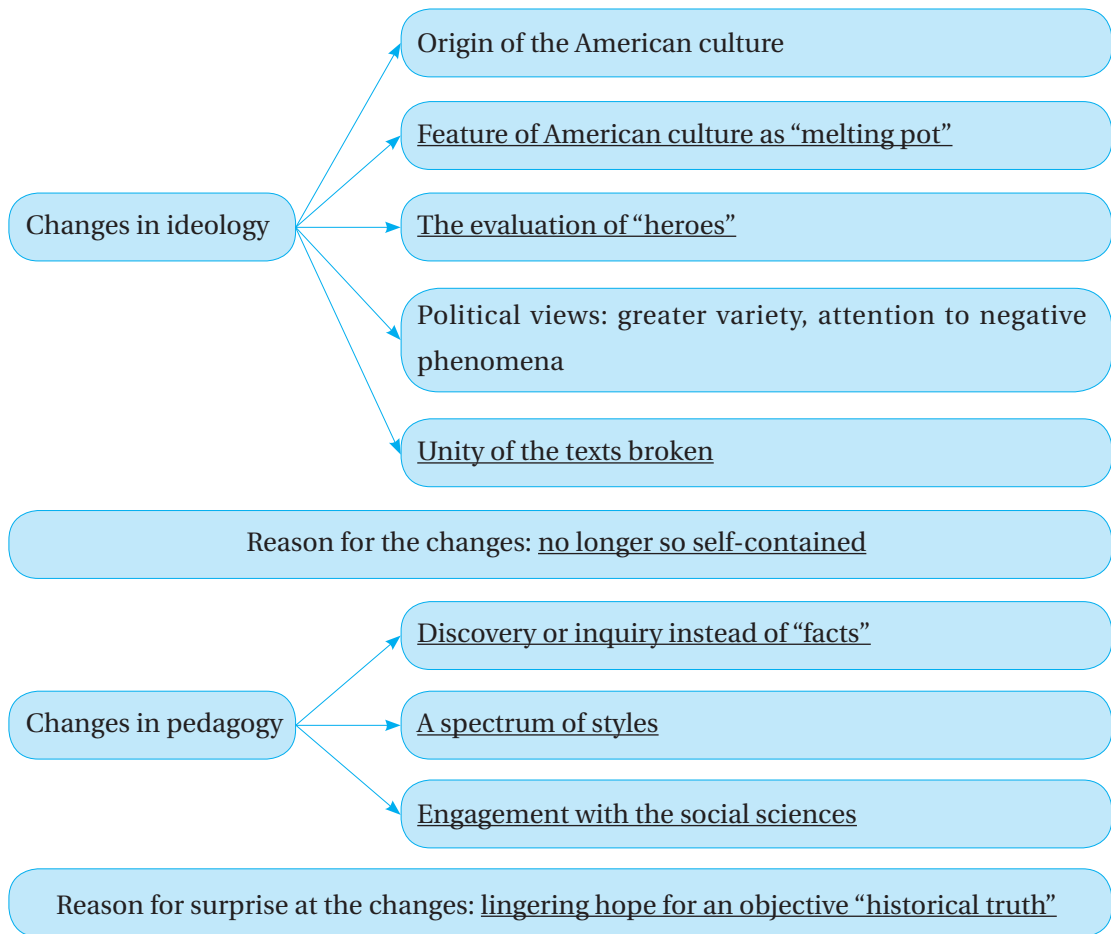 Origin of the American culture
Feature of American culture as “melting pot”
Changes in ideology
The evaluation of “heroes”
Political views: greater variety, attention to negative
phenomena
Unity of the texts broken
Reason for the changes: no longer so self-contained
Discovery or inquiry instead of “facts”
Changes in pedagogy
A spectrum of styles
Engagement with the social sciences
Reason for surprise at the changes: lingering hope for an objective “historical truth”